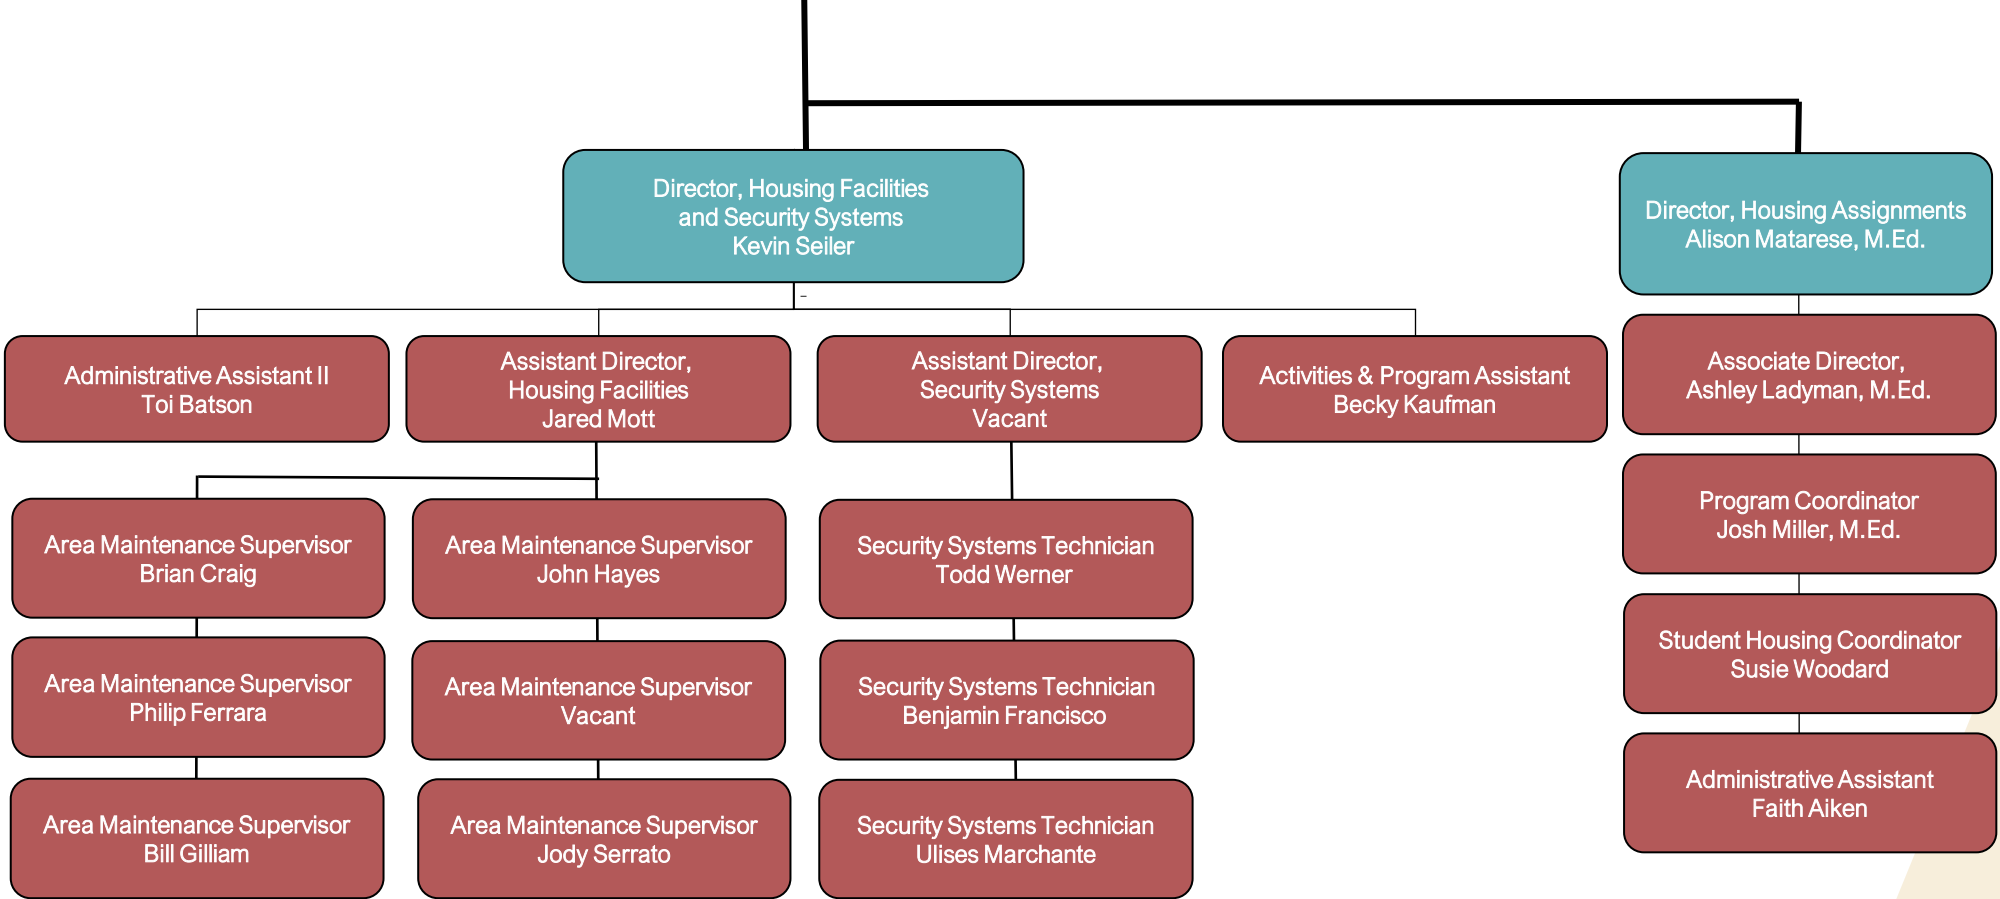 Director, Housing Facilities
and Security Systems
Kevin Seiler
Director, Housing Assignments
Alison Matarese, M.Ed.
Administrative Assistant II
Toi Batson
Assistant Director,
Housing Facilities
Jared Mott
Assistant Director,
Security Systems
Vacant
Activities & Program Assistant
Becky Kaufman
Associate Director,
Ashley Ladyman, M.Ed.
Program Coordinator
Josh Miller, M.Ed.
Area Maintenance Supervisor
Brian Craig
Area Maintenance Supervisor
John Hayes
Security Systems Technician
Todd Werner
Student Housing Coordinator
Susie Woodard
Area Maintenance Supervisor
Philip Ferrara
Area Maintenance Supervisor
Vacant
Security Systems Technician
Benjamin Francisco
Administrative Assistant
Faith Aiken
Area Maintenance Supervisor
Bill Gilliam
Area Maintenance Supervisor
Jody Serrato
Security Systems Technician
Ulises Marchante